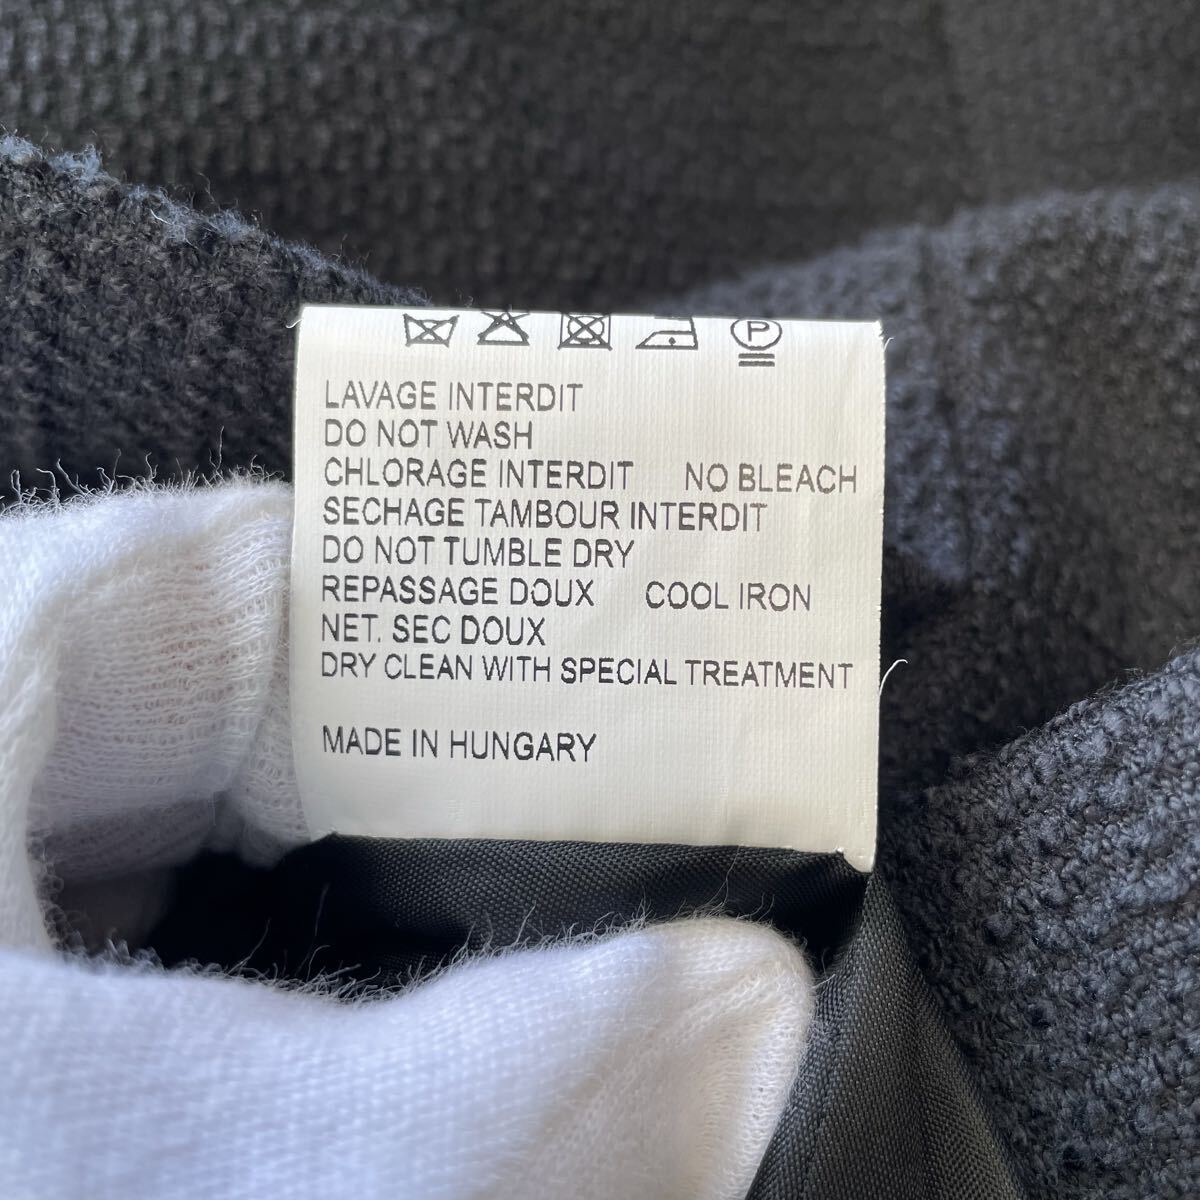 P
LAVAGE INTERDIT
DO NOT WASH
CHLORAGE INTERDIT NO BLEACH
SECHAGE TAMBOUR INTERDIT
DO NOT TUMBLE DRY
REPASSAGE DOUX COOL IRON
NET. SEC DOUX
DRY CLEAN WITH SPECIAL TREATMENT
MADE IN HUNGARY